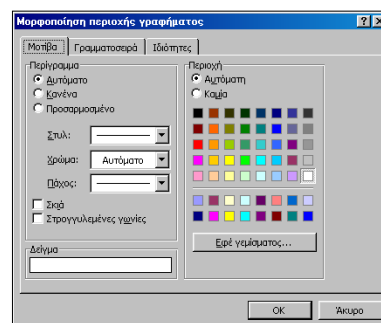 Μορφοποίηση περιοχής γραφήματος
Μοτίβα Γραμματοσειρά Ιδιότητες
Περίγραμμα
Αυτόματο
Κανένα
Προσαρμοσμένο
Στυλ:
Χρώμα: Αυτόματο
Πάχος:
Σκιά
Στρογγυλεμένες γωνίες
Δείγμα
Περιοχή
Αυτόματη
Καμία
Εφέ γεμίσματος...
OK Άκυρο